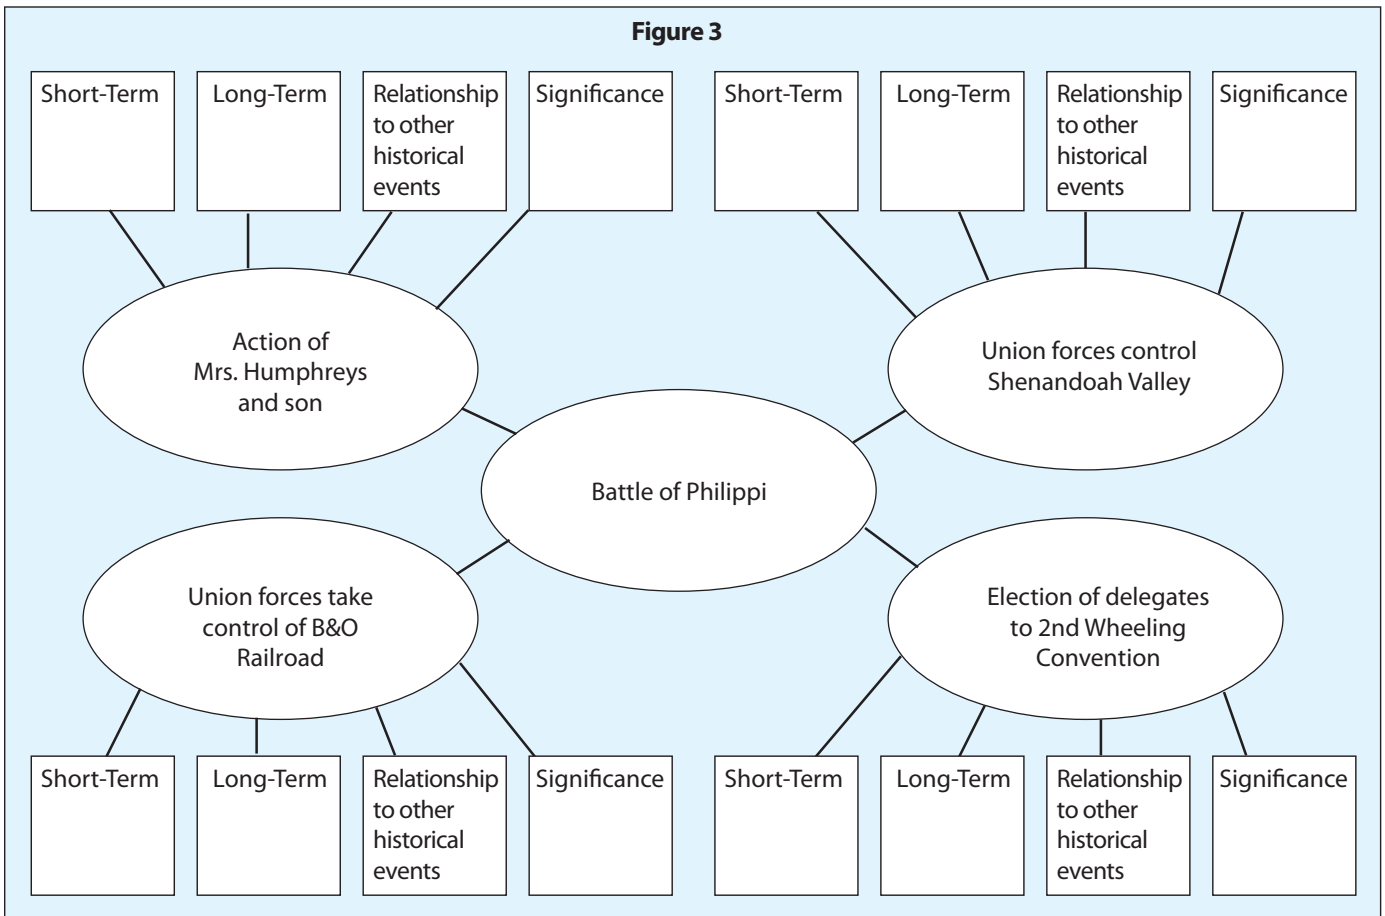 Figure 3
Short-Term
Long-Term
Relationship
to other
historical
events
Significance
Short-Term
Long-Term
Relationship
to other
historical
events
Significance
Action of
Mrs. Humphreys
and son
Union forces control
Shenandoah Valley
Battle of Philippi
Union forces take
control of B&O
Railroad
Election of delegates
to 2nd Wheeling
Convention
Short-Term
Long-Term
Relationship
to other
historical
events
Significance
Short-Term
Long-Term
Relationship
to other
historical
events
Significance